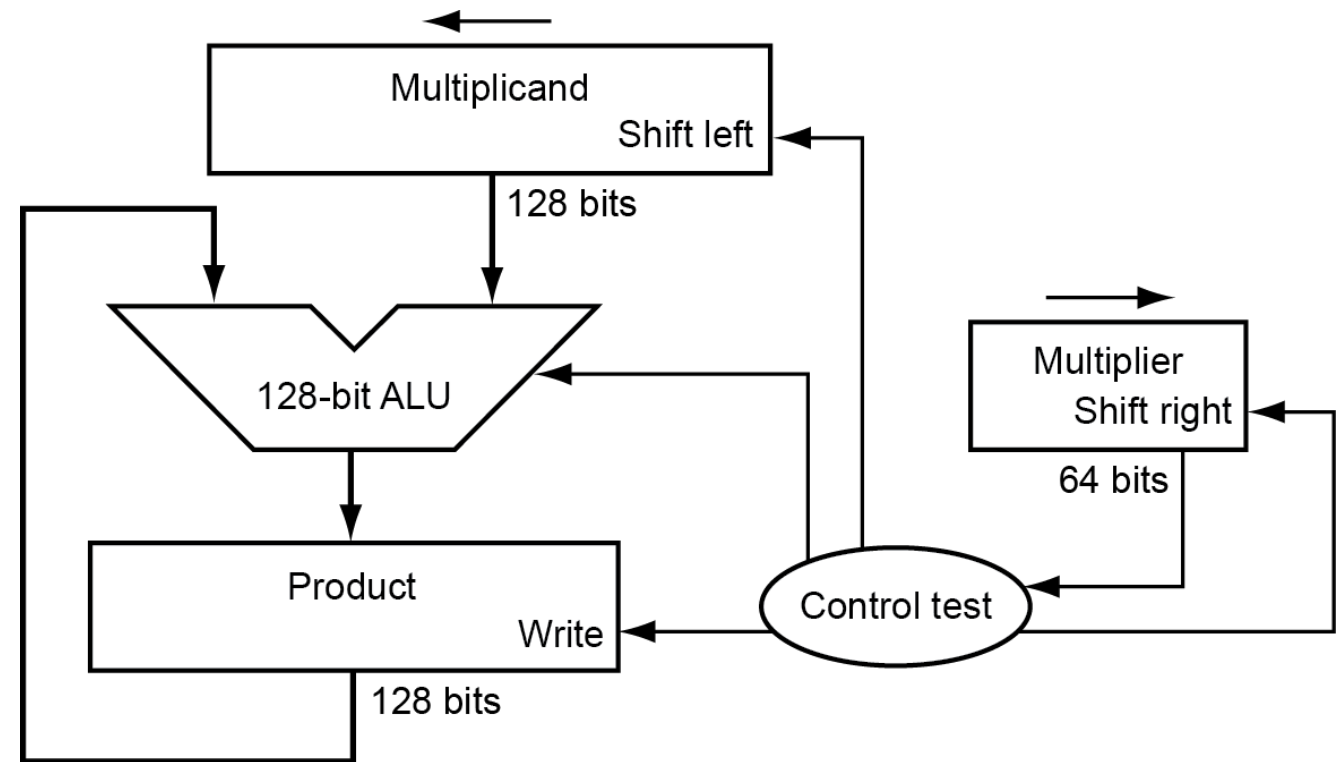 Multiplicand
Shift left
128 bits
128-bit ALU
Multiplier
Shift right
64 bits
Product
Write
Control test
128 bits